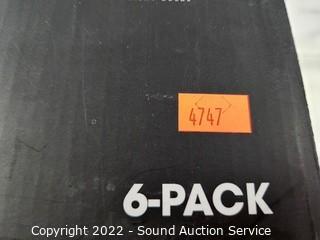 4747
6-PACK
Copyright 2022 - Sound Auction Service